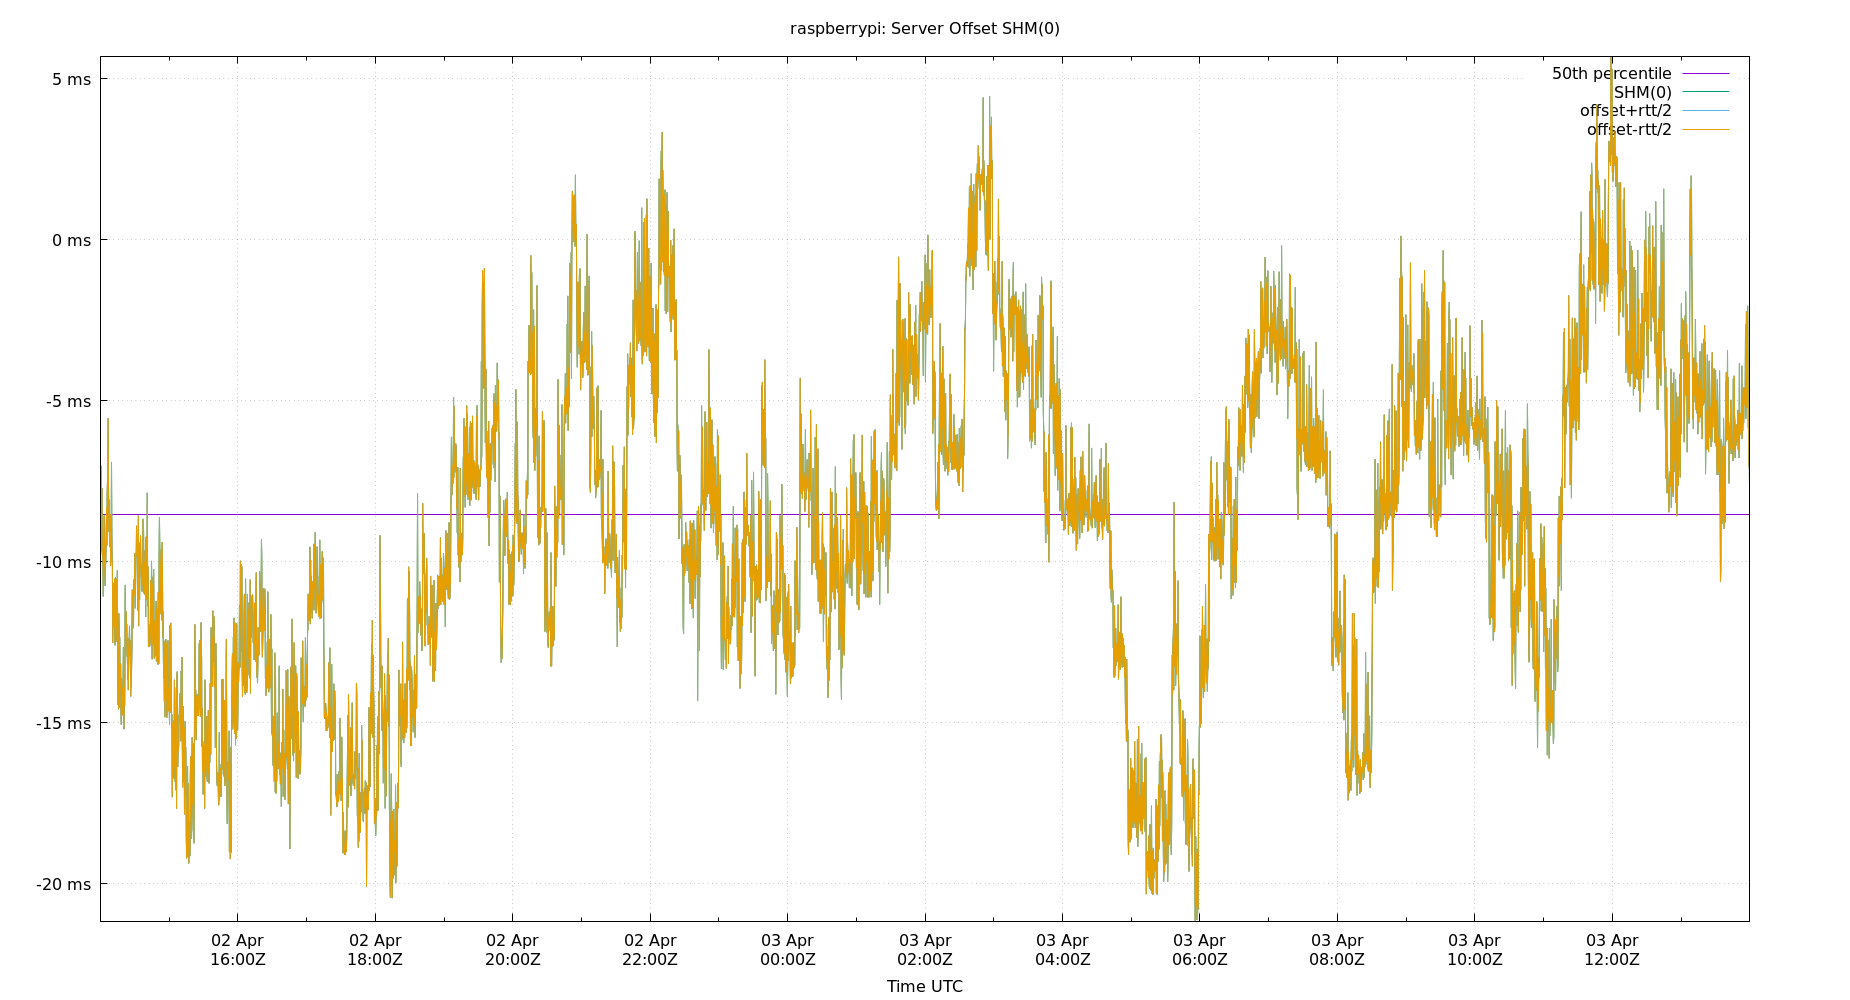 raspberrypi: Server Offset SHM(0)
5 ms
0 ms
-5 ms
-10 ms
-15 ms
-20 ms
50th percentile
SHM(0)
offset+rtt/2
offset-rtt/2
02 Apr 02 Apr 02 Apr 02 Apr 03 Apr 03 Apr 03 Apr 03 Apr 03 Apr 03 Apr 03 Apr
16:00Z 18:00Z 20:00Z 22:00Z 00:00Z 02:00Z 04:00Z 06:00Z 08:00Z 10:00Z 12:00Z
Time UTC